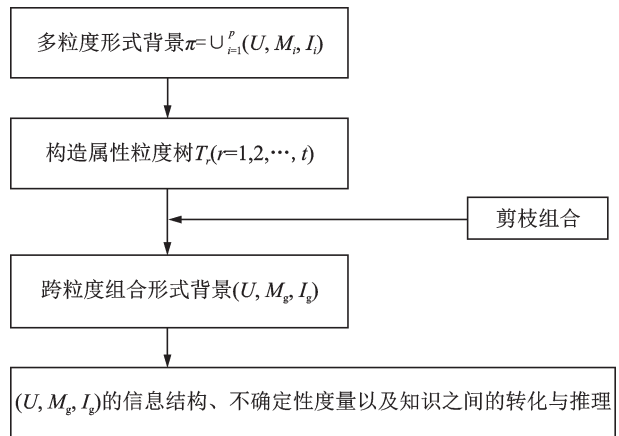 多粒度形式背景π=∪ᵖᵢ₌₁(U, Mᵢ, Iᵢ)
构造属性粒度树Tᵣ(r=1,2,⋯, t)
剪枝组合
跨粒度组合形式背景(U, M_g, I_g)
(U, M_g, I_g)的信息结构、不确定性度量以及知识之间的转化与推理